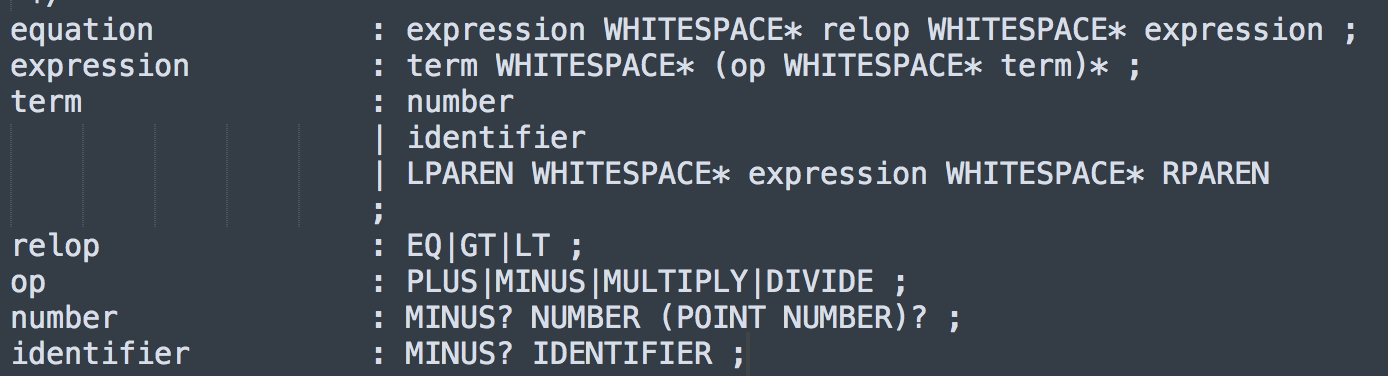 */
equation : expression WHITESPACE* relop WHITESPACE* expression ;
expression : term WHITESPACE* (op WHITESPACE* term)* ;
term : number
| identifier
| LPAREN WHITESPACE* expression WHITESPACE* RPAREN
;
relop : EQ|GT|LT ;
op : PLUS|MINUS|MULTIPLY|DIVIDE ;
number : MINUS? NUMBER (POINT NUMBER)? ;
identifier : MINUS? IDENTIFIER ;